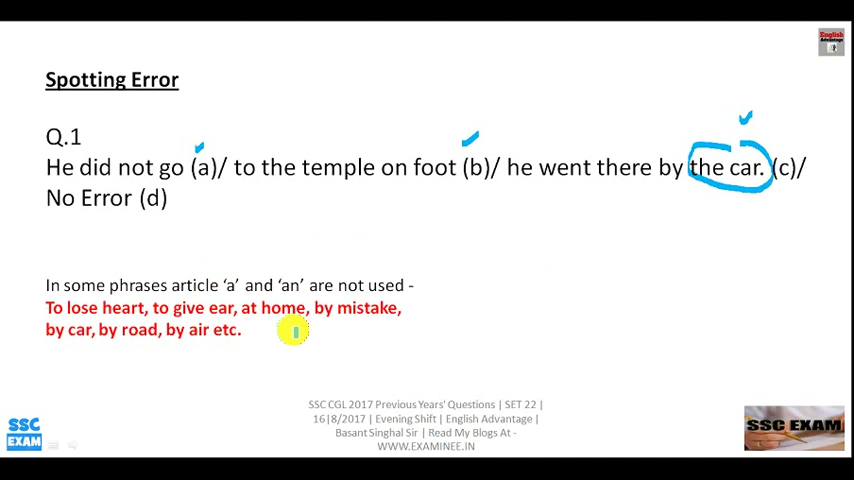 English
Advantage
Spotting Error
Q.1
He did not go (a)/ to the temple on foot (b)/ he went there by the car. (c)/
No Error (d)
In some phrases article ‘a’ and ‘an’ are not used -
To lose heart, to give ear, at home, by mistake,
by car, by road, by air etc.
SSC CGL 2017 Previous Years' Questions | SET 22 |
16|8/2017 | Evening Shift | English Advantage |
Basant Singhal Sir | Read My Blogs At -
WWW.EXAMINEE.IN
SSC
EXAM
SSC EXAM